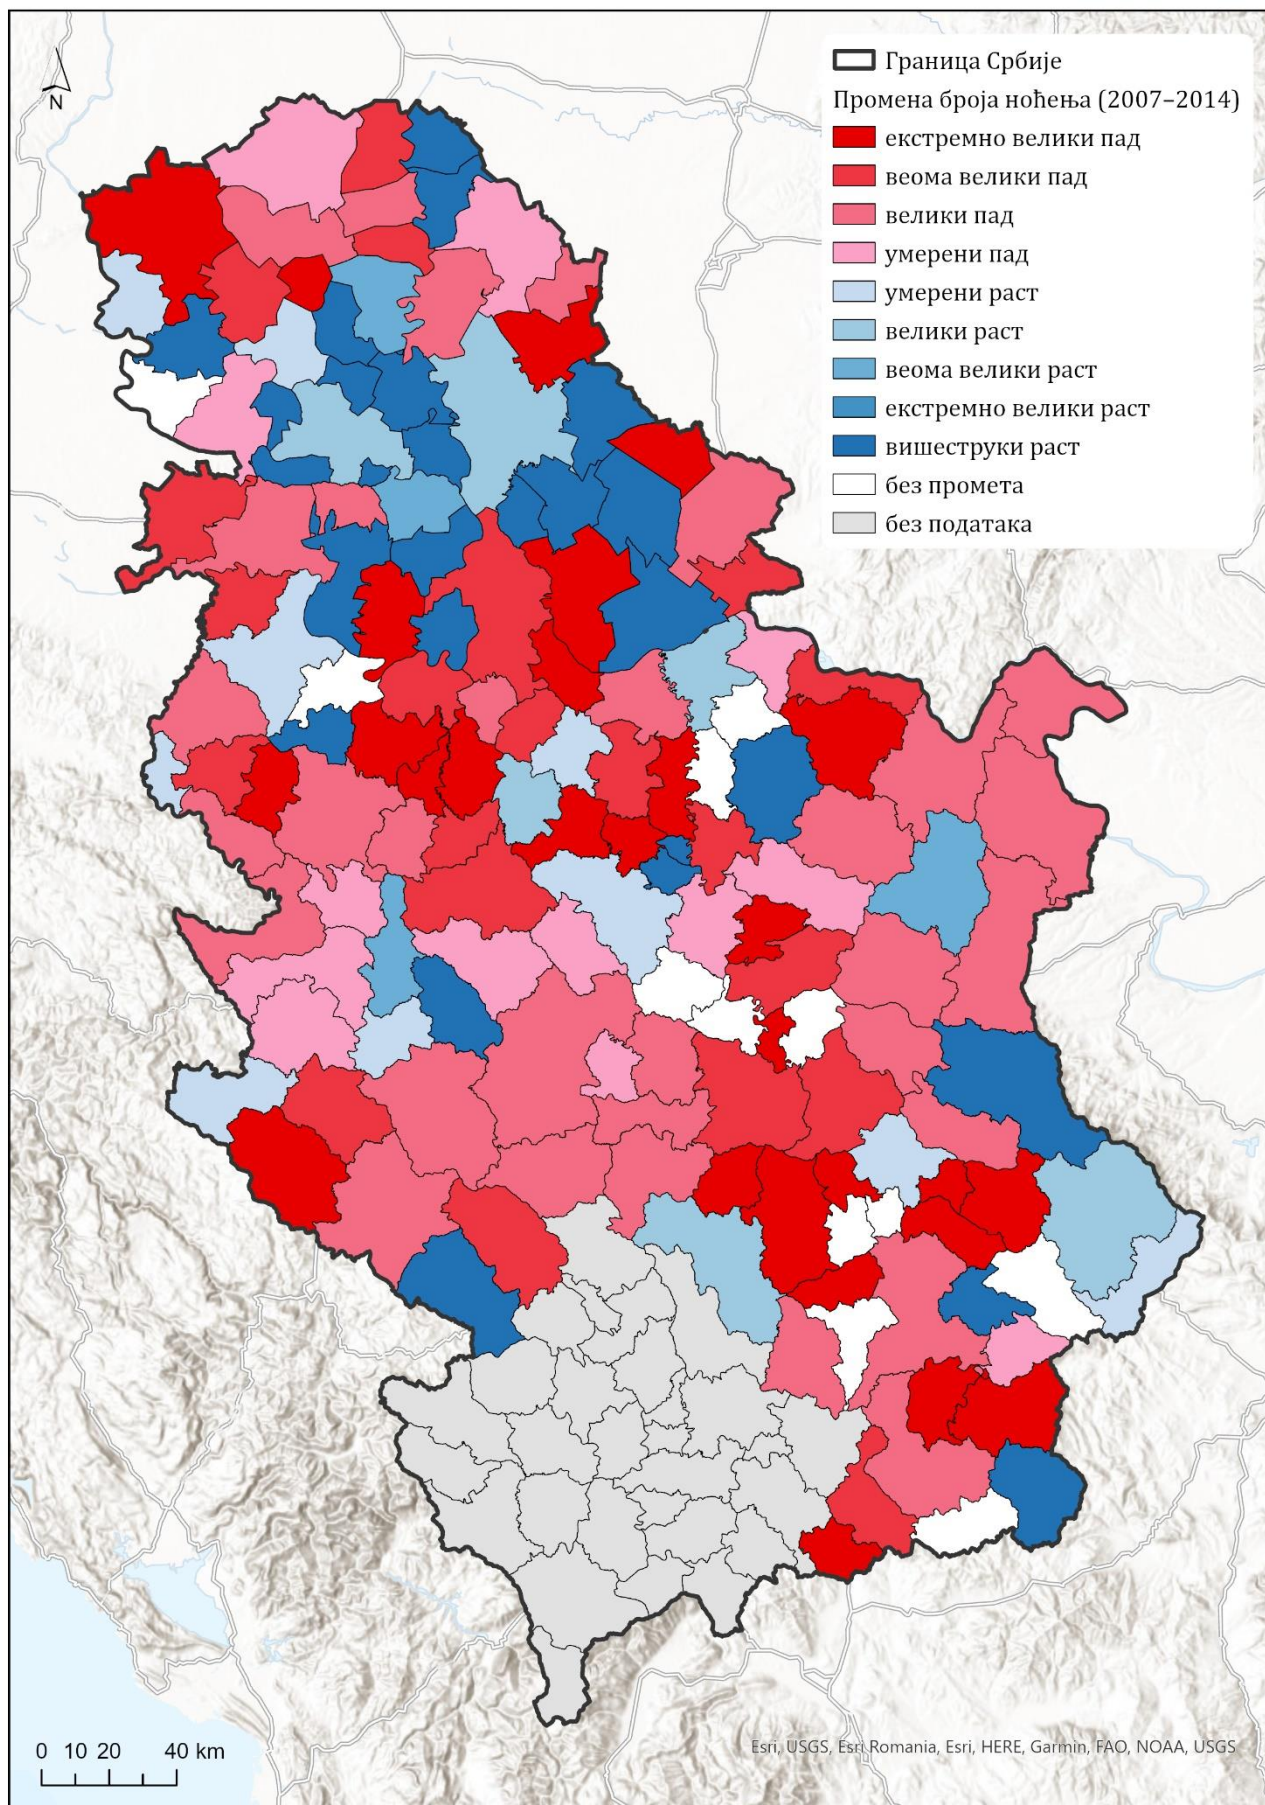 N
Граница Србије
Промена броја ноћења (2007–2014)
екстремно велики пад
веома велики пад
велики пад
умерени пад
умерени раст
велики раст
веома велики раст
екстремно велики раст
вишеструки раст
без промета
без података
0 10 20 40 km
Esri, USGS, Esri Romania, Esri, HERE, Garmin, FAO, NOAA, USGS